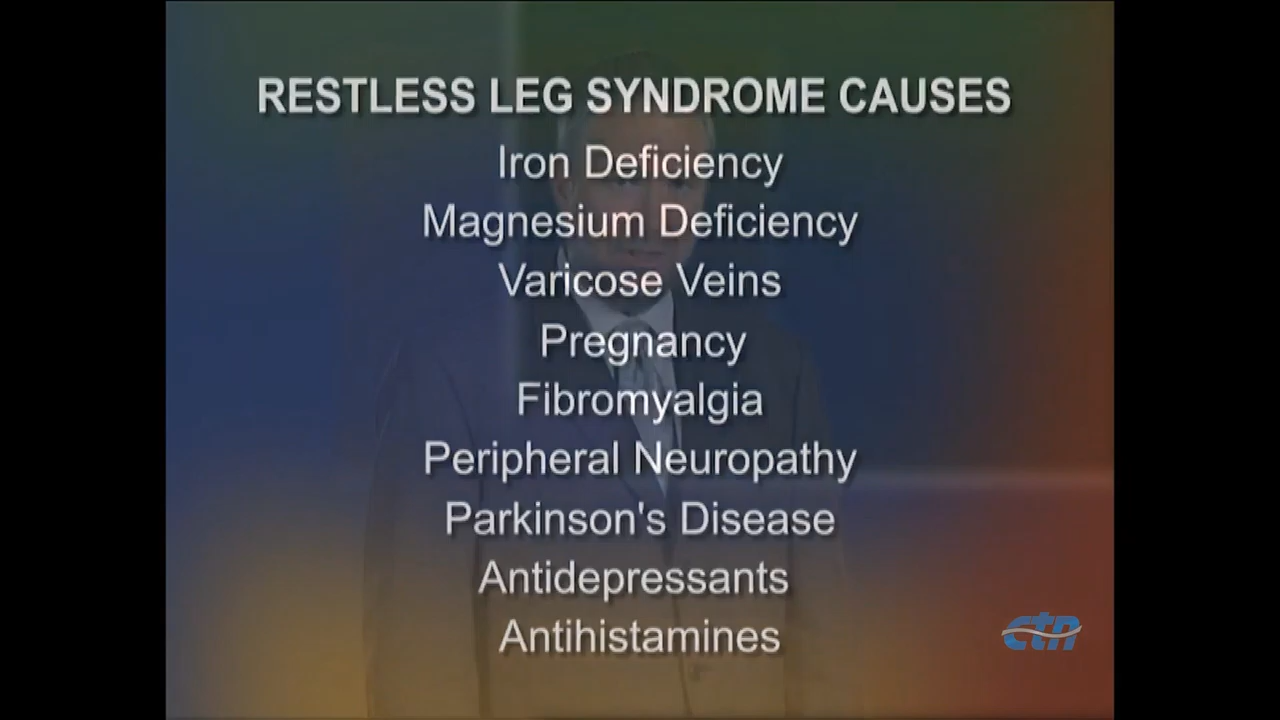 RESTLESS LEG SYNDROME CAUSES
Iron Deficiency
Magnesium Deficiency
Varicose Veins
Pregnancy
Fibromyalgia
Peripheral Neuropathy
Parkinson's Disease
Antidepressants
Antihistamines
ctn